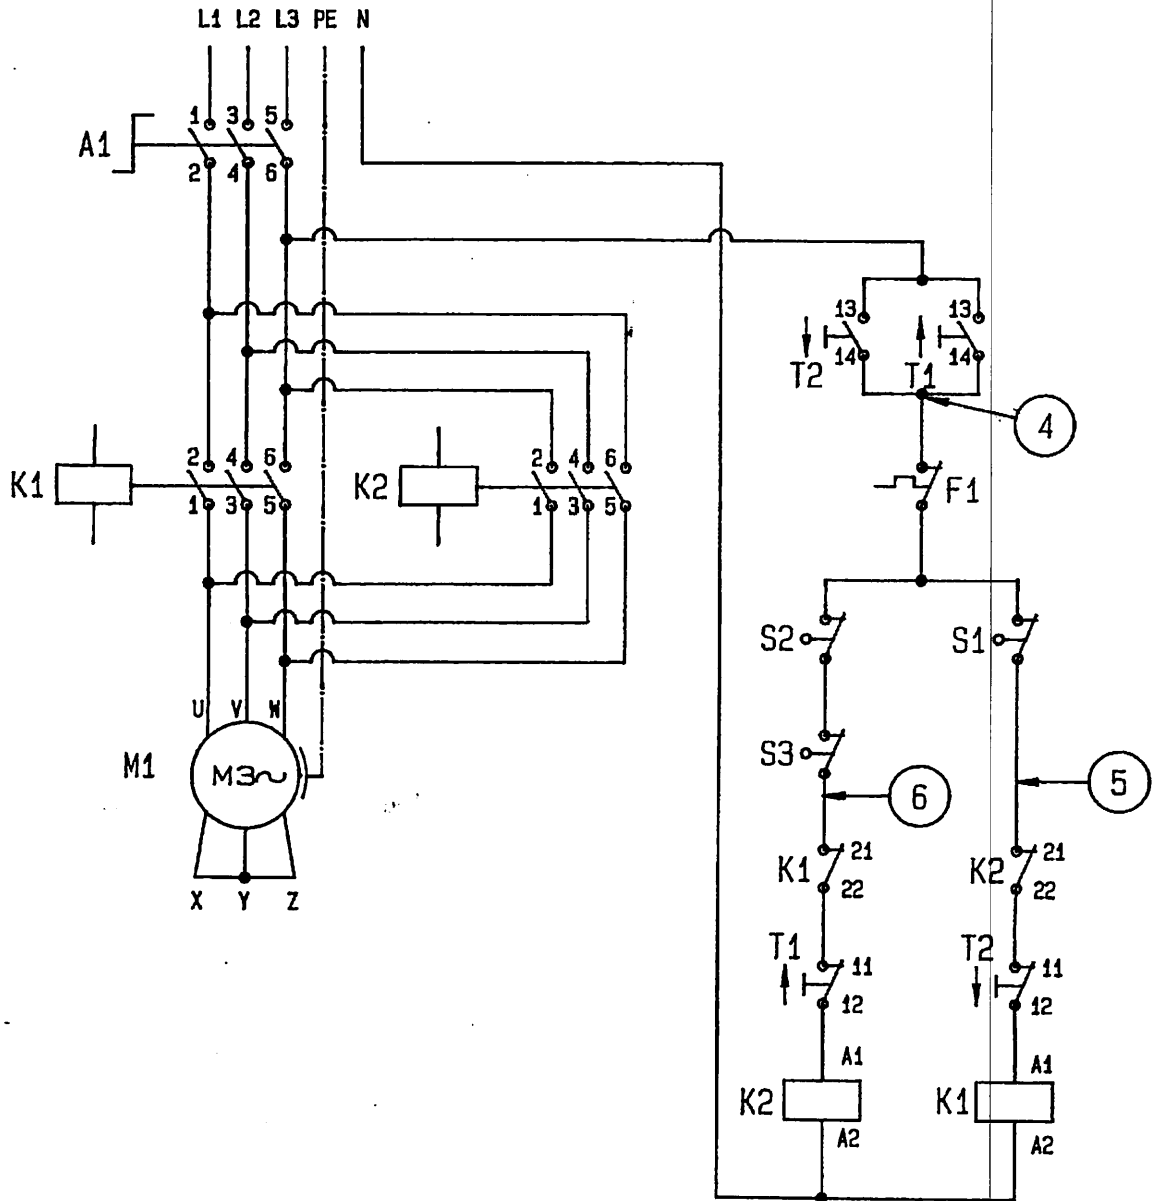 L1 L2 L3 PE N
A1
1 3 5
2 4 6
13 13
14 14
T2 T1
4
K1
2 4 6
1 3 5
K2
2 4 6
1 3 5
F1
S2 S1
U V W
M1
M3~
S3
6 5
X Y Z
K1 21
22
K2 21
22
T1 11
12
T2 11
12
A1 A1
K2 K1
A2 A2